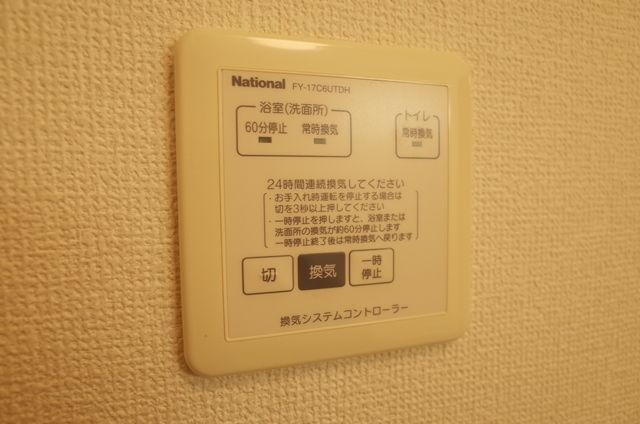 National FY-17C6UTDH
浴室(洗面所)
60分停止 常時換気
トイレ
常時換気
24時間連続換気してください
・お手入れ時運転を停止する場合は
切を3秒以上押してください
・一時停止を押しますと、浴室または
洗面所の換気が約60分停止します
一時停止終了後は常時換気へ戻ります
切
換気
一時
停止
換気システムコントローラー